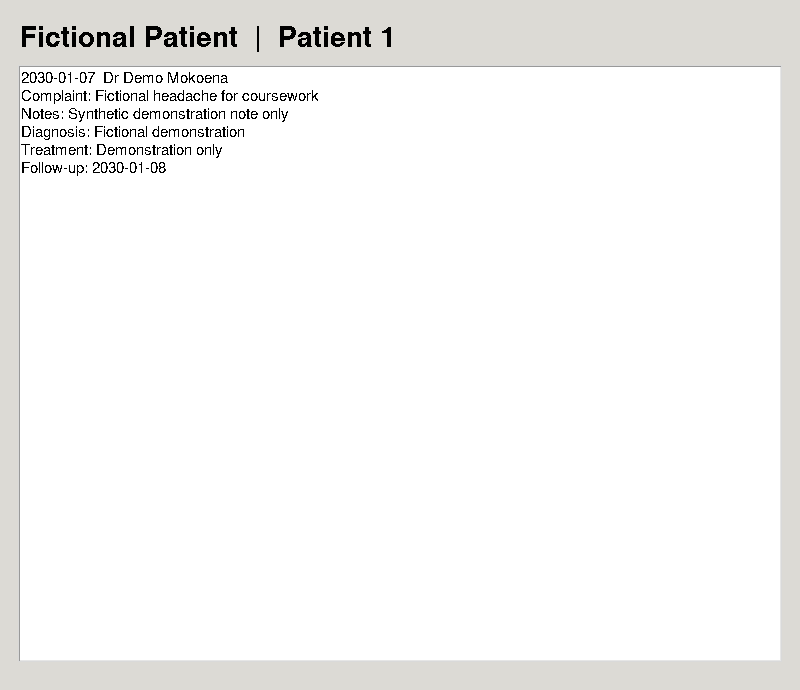 Fictional Patient | Patient 1
2030-01-07 Dr Demo Mokoena
Complaint: Fictional headache for coursework
Notes: Synthetic demonstration note only
Diagnosis: Fictional demonstration
Treatment: Demonstration only
Follow-up: 2030-01-08